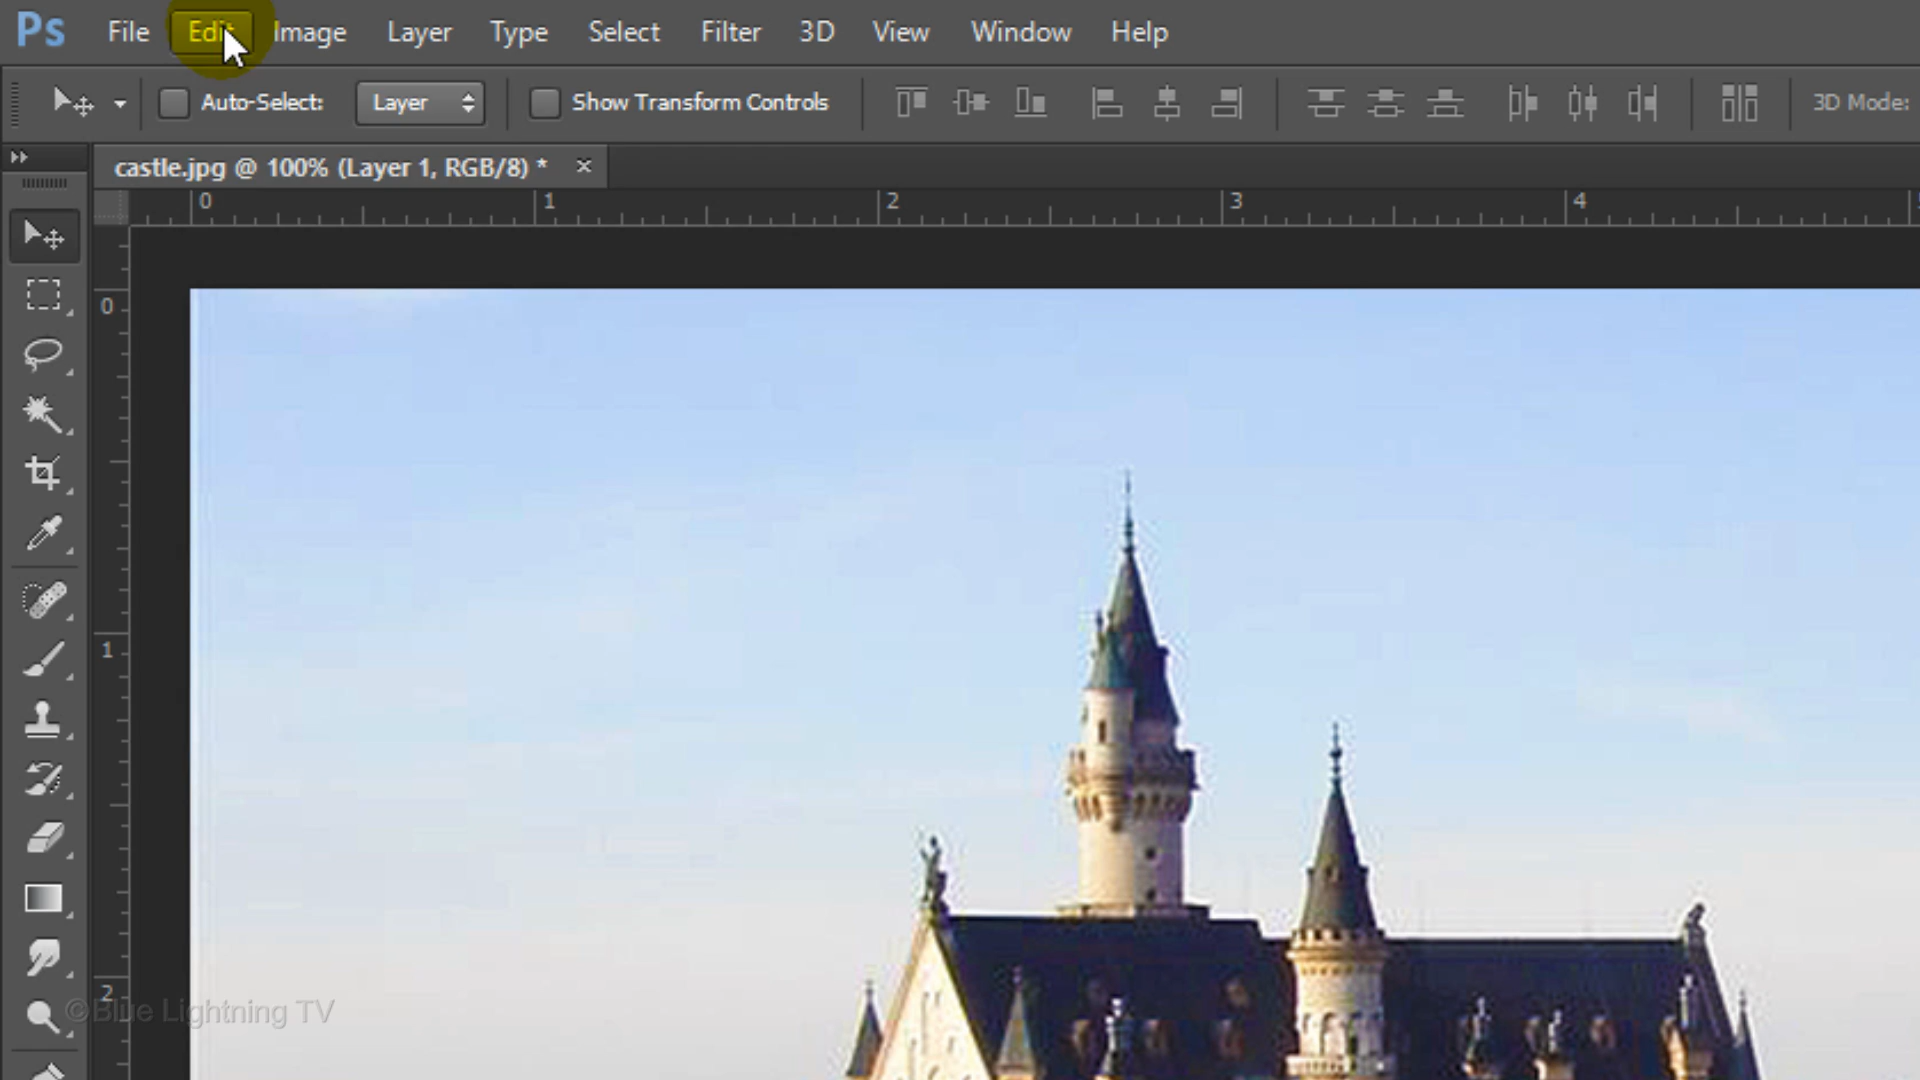 Ps File Edit Image Layer Type Select Filter 3D View Window Help
Auto-Select: Layer Show Transform Controls 3D Mode:
castle.jpg @ 100% (Layer 1, RGB/8) * ×
0 1 2 3 4
0
1
2
©Blue Lightning TV